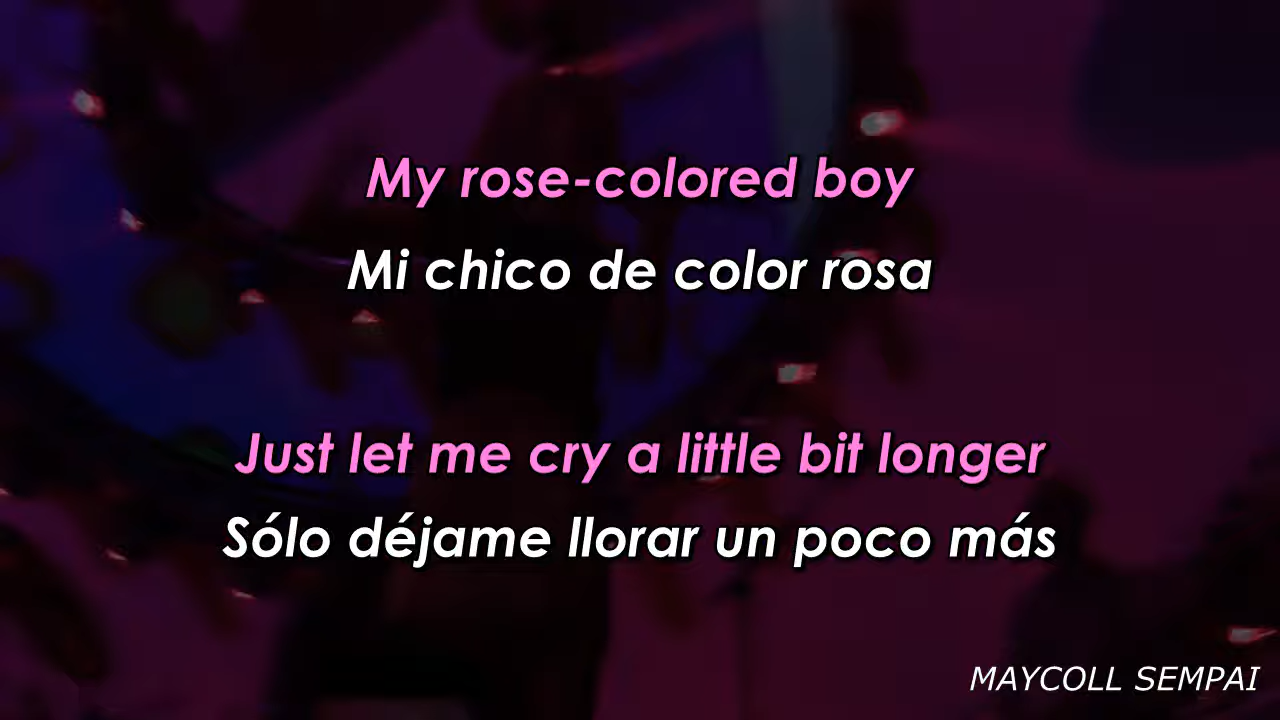 My rose-colored boy
Mi chico de color rosa
Just let me cry a little bit longer
Sólo déjame llorar un poco más
MAYCOLL SEMPAI